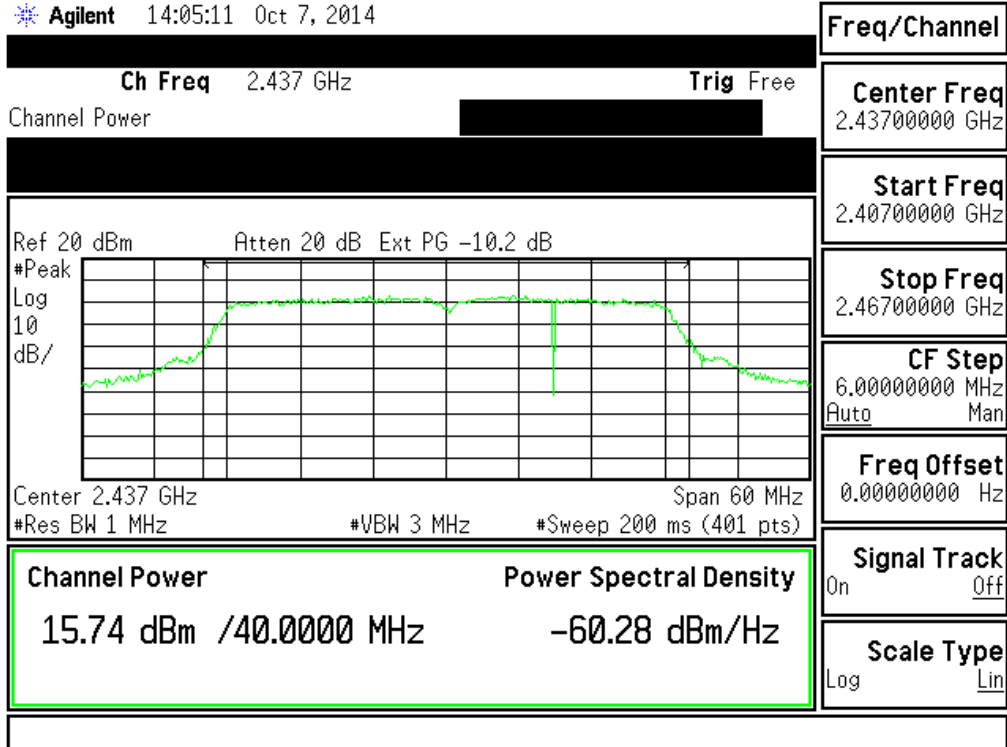 Agilent 14:05:11 Oct 7, 2014
Freq/Channel
Ch Freq 2.437 GHz Trig Free
Channel Power
Center Freq
2.43700000 GHz
Start Freq
2.40700000 GHz
Stop Freq
2.46700000 GHz
CF Step
6.00000000 MHz
Auto Man
Freq Offset
0.00000000 Hz
Signal Track
On Off
Scale Type
Log Lin
Ref 20 dBm Atten 20 dB Ext PG -10.2 dB
#Peak
Log
10
dB/
Center 2.437 GHz Span 60 MHz
#Res BW 1 MHz #VBW 3 MHz #Sweep 200 ms (401 pts)
Channel Power Power Spectral Density
15.74 dBm /40.0000 MHz -60.28 dBm/Hz